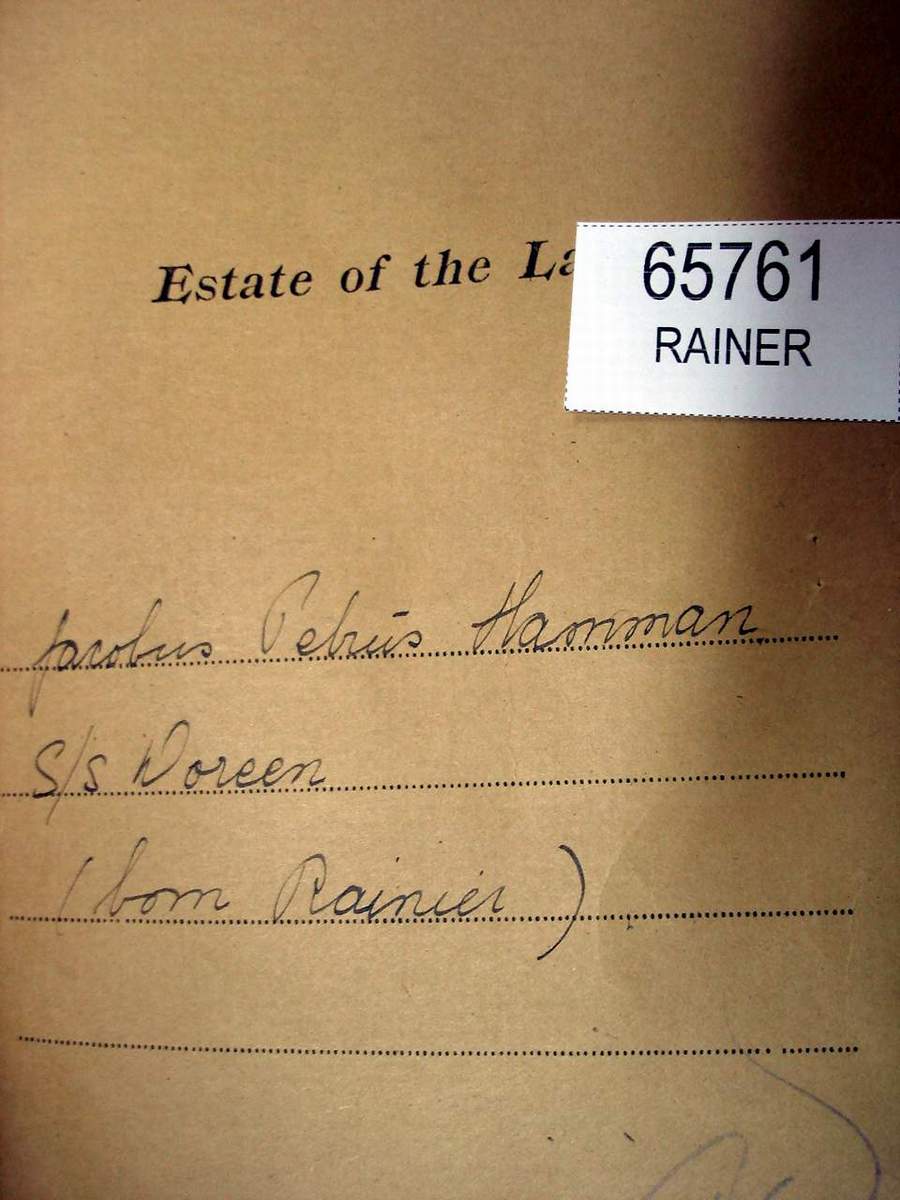 Estate of the La
65761
RAINER
Jacobus Petrus Hamman
S/s Doreen
(born Rainier)